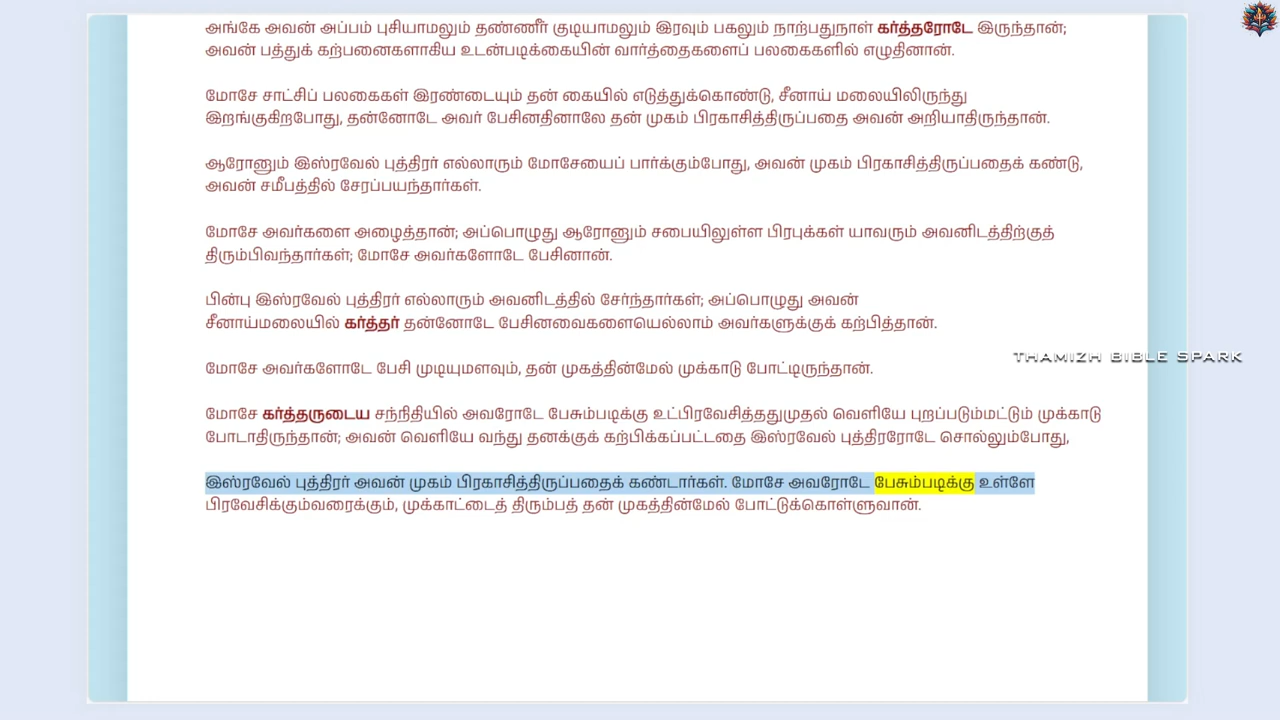 அங்கே அவன் அப்பம் புசியாமலும் தண்ணீர் குடியாமலும் இரவும் பகலும் நாற்பதுநாள் கர்த்தரோடே இருந்தான்;
அவன் பத்துக் கற்பனைகளாகிய உடன்படிக்கையின் வார்த்தைகளைப் பலகைகளில் எழுதினான்.
மோசே சாட்சிப் பலகைகள் இரண்டையும் தன் கையில் எடுத்துக்கொண்டு, சீனாய் மலையிலிருந்து
இறங்குகிறபோது, தன்னோடே அவர் பேசினதினாலே தன் முகம் பிரகாசித்திருப்பதை அவன் அறியாதிருந்தான்.
ஆரோனும் இஸ்ரவேல் புத்திரர் எல்லாரும் மோசேயைப் பார்க்கும்போது, அவன் முகம் பிரகாசித்திருப்பதைக் கண்டு,
அவன் சமீபத்தில் சேரப்பயந்தார்கள்.
மோசே அவர்களை அழைத்தான்; அப்பொழுது ஆரோனும் சபையிலுள்ள பிரபுக்கள் யாவரும் அவனிடத்திற்குத்
திரும்பிவந்தார்கள்; மோசே அவர்களோடே பேசினான்.
பின்பு இஸ்ரவேல் புத்திரர் எல்லாரும் அவனிடத்தில் சேர்ந்தார்கள்; அப்பொழுது அவன்
சீனாய்மலையில் கர்த்தர் தன்னோடே பேசினவைகளையெல்லாம் அவர்களுக்குக் கற்பித்தான்.
THAMIZH BIBLE SPARK
மோசே அவர்களோடே பேசி முடியுமளவும், தன் முகத்தின்மேல் முக்காடு போட்டிருந்தான்.
மோசே கர்த்தருடைய சந்நிதியில் அவரோடே பேசும்படிக்கு உட்பிரவேசித்ததுமுதல் வெளியே புறப்படும்மட்டும் முக்காடு
போடாதிருந்தான்; அவன் வெளியே வந்து தனக்குக் கற்பிக்கப்பட்டதை இஸ்ரவேல் புத்திரரோடே சொல்லும்போது,
இஸ்ரவேல் புத்திரர் அவன் முகம் பிரகாசித்திருப்பதைக் கண்டார்கள். மோசே அவரோடே பேசும்படிக்கு உள்ளே
பிரவேசிக்கும்வரைக்கும், முக்காட்டைத் திரும்பத் தன் முகத்தின்மேல் போட்டுக்கொள்ளுவான்.